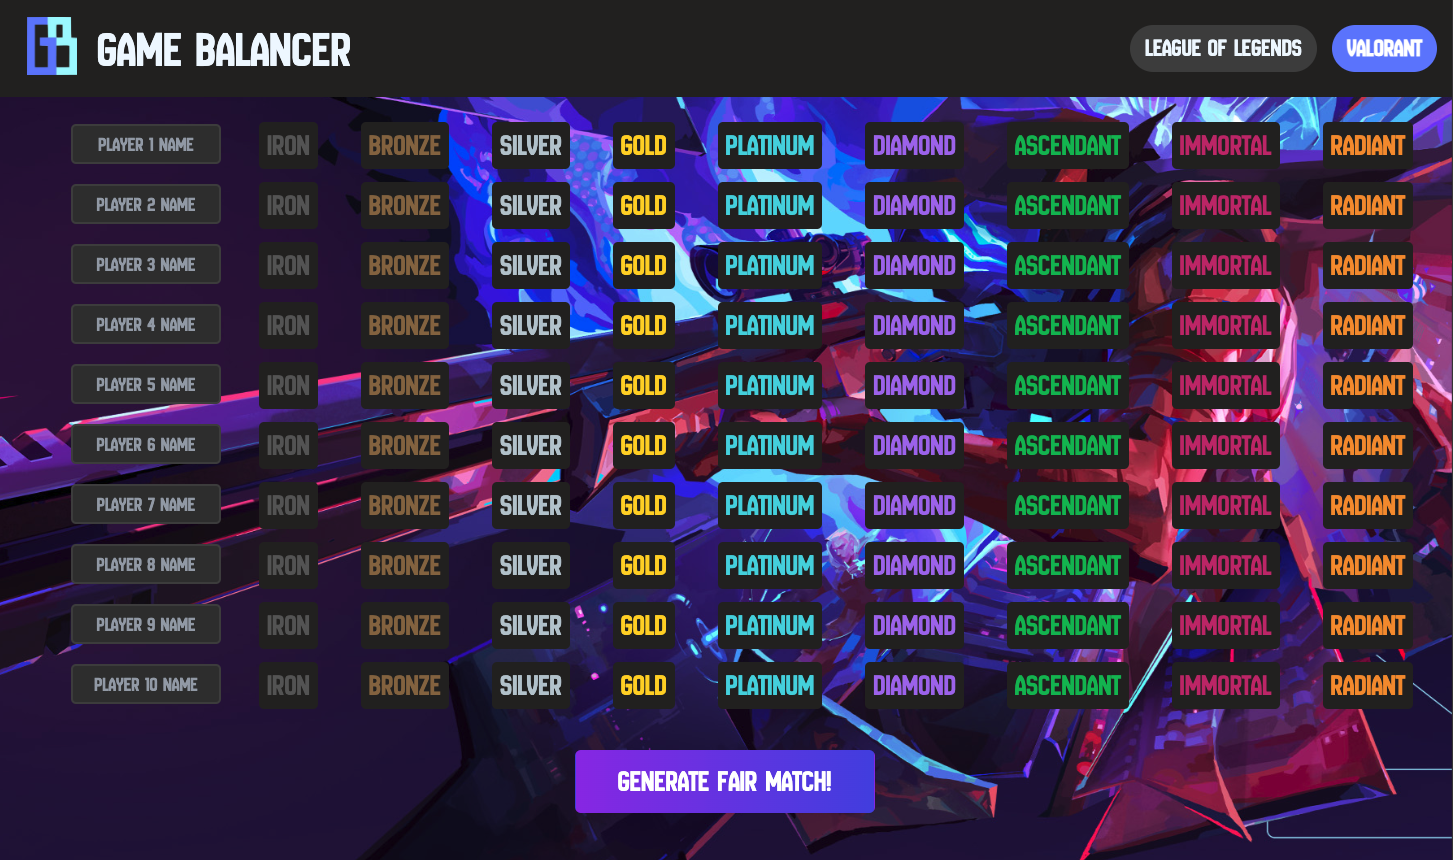 GAME BALANCER LEAGUE OF LEGENDS VALORANT
PLAYER 1 NAME IRON BRONZE SILVER GOLD PLATINUM DIAMOND ASCENDANT IMMORTAL RADIANT
PLAYER 2 NAME IRON BRONZE SILVER GOLD PLATINUM DIAMOND ASCENDANT IMMORTAL RADIANT
PLAYER 3 NAME IRON BRONZE SILVER GOLD PLATINUM DIAMOND ASCENDANT IMMORTAL RADIANT
PLAYER 4 NAME IRON BRONZE SILVER GOLD PLATINUM DIAMOND ASCENDANT IMMORTAL RADIANT
PLAYER 5 NAME IRON BRONZE SILVER GOLD PLATINUM DIAMOND ASCENDANT IMMORTAL RADIANT
PLAYER 6 NAME IRON BRONZE SILVER GOLD PLATINUM DIAMOND ASCENDANT IMMORTAL RADIANT
PLAYER 7 NAME IRON BRONZE SILVER GOLD PLATINUM DIAMOND ASCENDANT IMMORTAL RADIANT
PLAYER 8 NAME IRON BRONZE SILVER GOLD PLATINUM DIAMOND ASCENDANT IMMORTAL RADIANT
PLAYER 9 NAME IRON BRONZE SILVER GOLD PLATINUM DIAMOND ASCENDANT IMMORTAL RADIANT
PLAYER 10 NAME IRON BRONZE SILVER GOLD PLATINUM DIAMOND ASCENDANT IMMORTAL RADIANT
GENERATE FAIR MATCH!